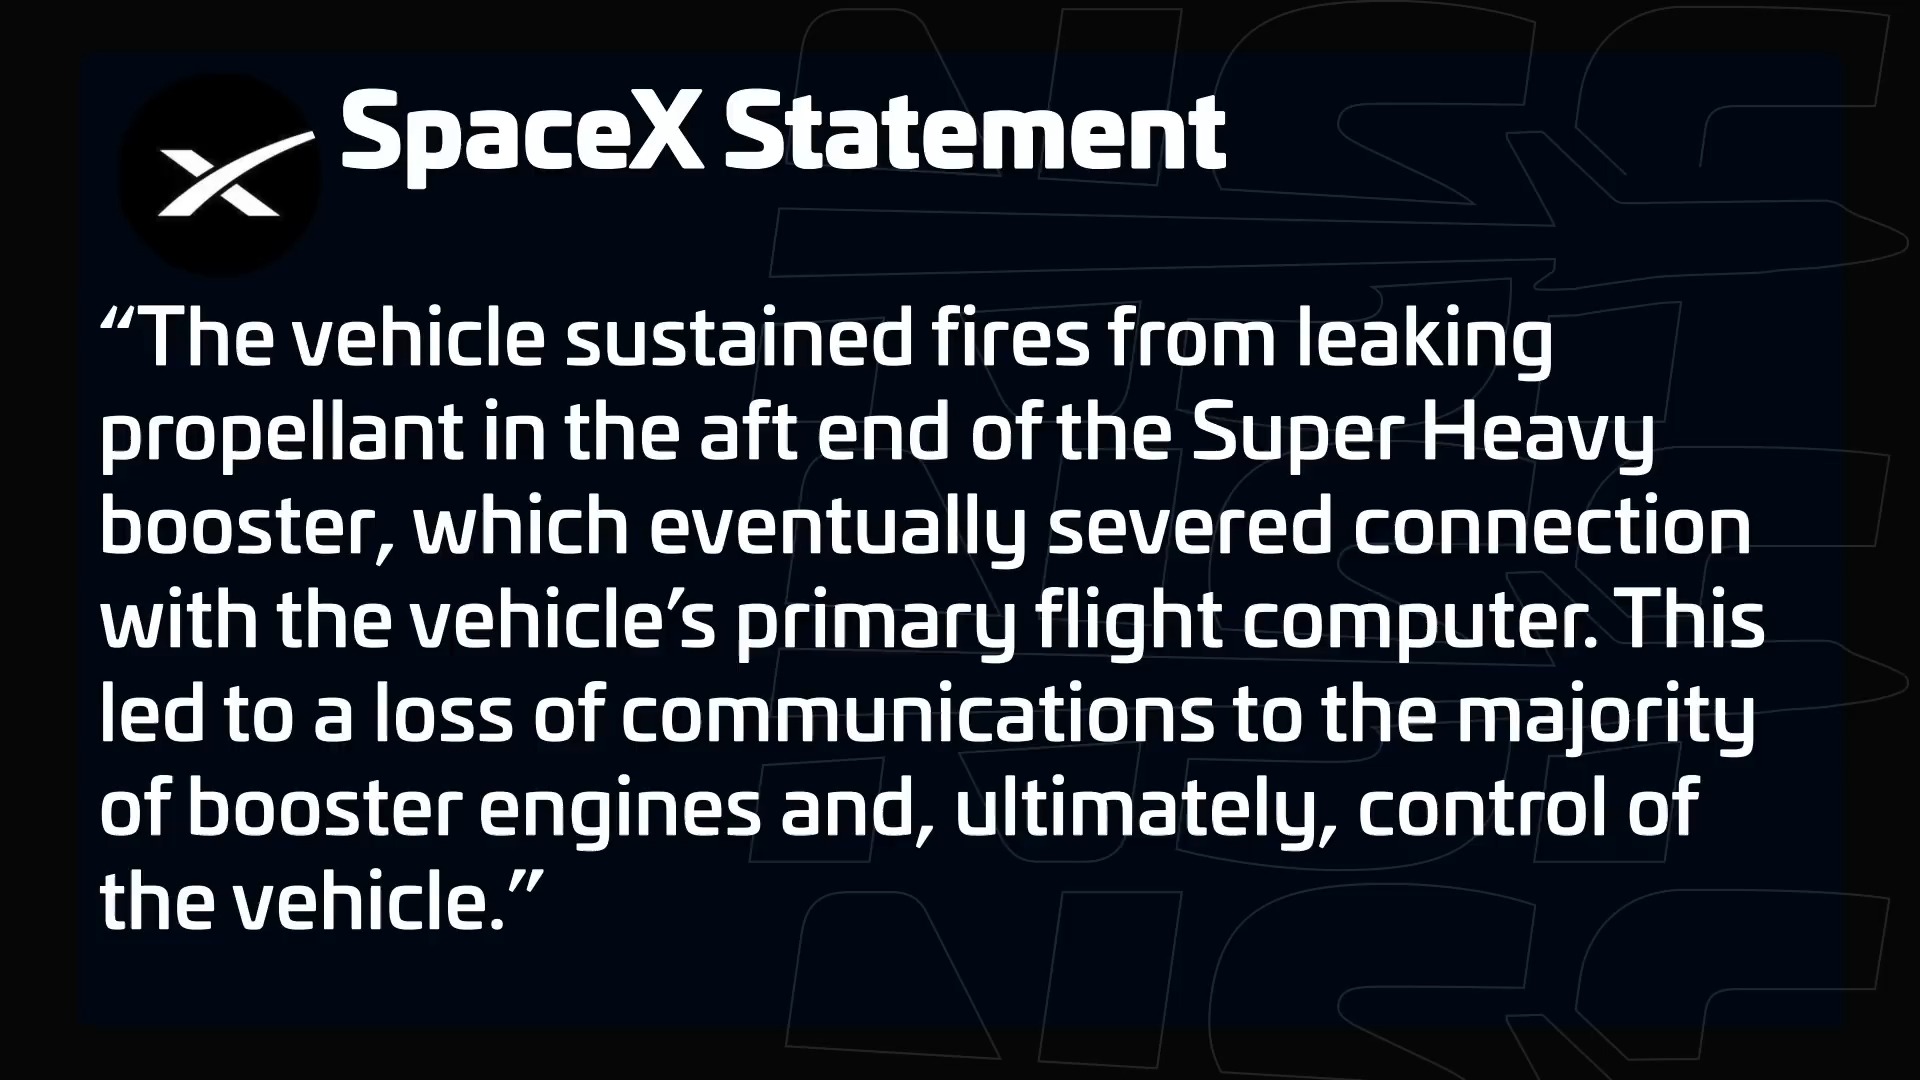 SpaceX Statement
“The vehicle sustained fires from leaking
propellant in the aft end of the Super Heavy
booster, which eventually severed connection
with the vehicle’s primary flight computer. This
led to a loss of communications to the majority
of booster engines and, ultimately, control of
the vehicle.”